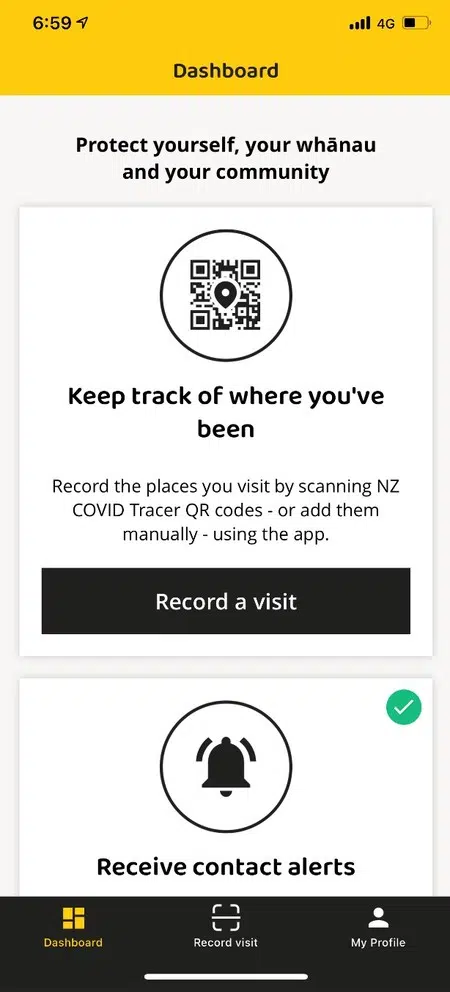 6:59
4G
Dashboard
Protect yourself, your whānau
and your community
Keep track of where you've
been
Record the places you visit by scanning NZ
COVID Tracer QR codes - or add them
manually - using the app.
Record a visit
Receive contact alerts
Dashboard
Record visit
My Profile